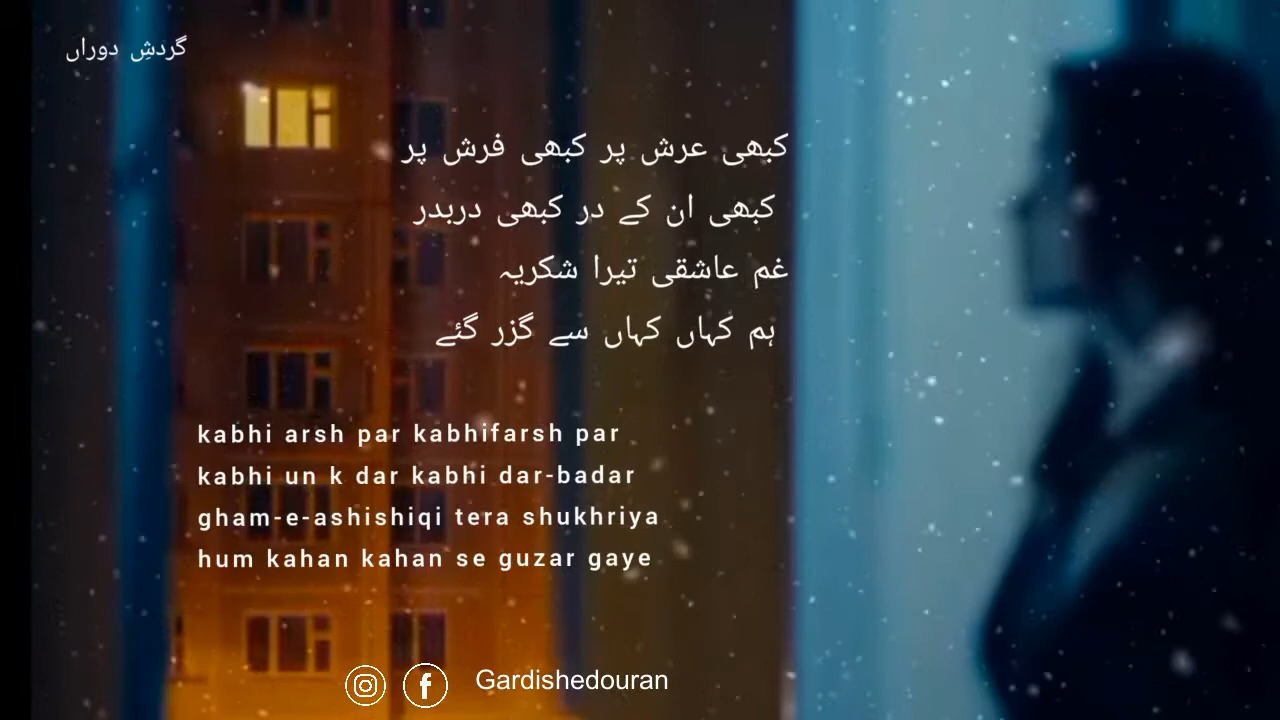 گردشِ دوراں
کبھی عرش پر کبھی فرش پر
کبھی ان کے در کبھی دربدر
غم عاشقی تیرا شکریہ
ہم کہاں کہاں سے گزر گئے
kabhi arsh par kabhifarsh par
kabhi un k dar kabhi dar-badar
gham-e-ashishiqi tera shukhriya
hum kahan kahan se guzar gaye
Gardishedouran